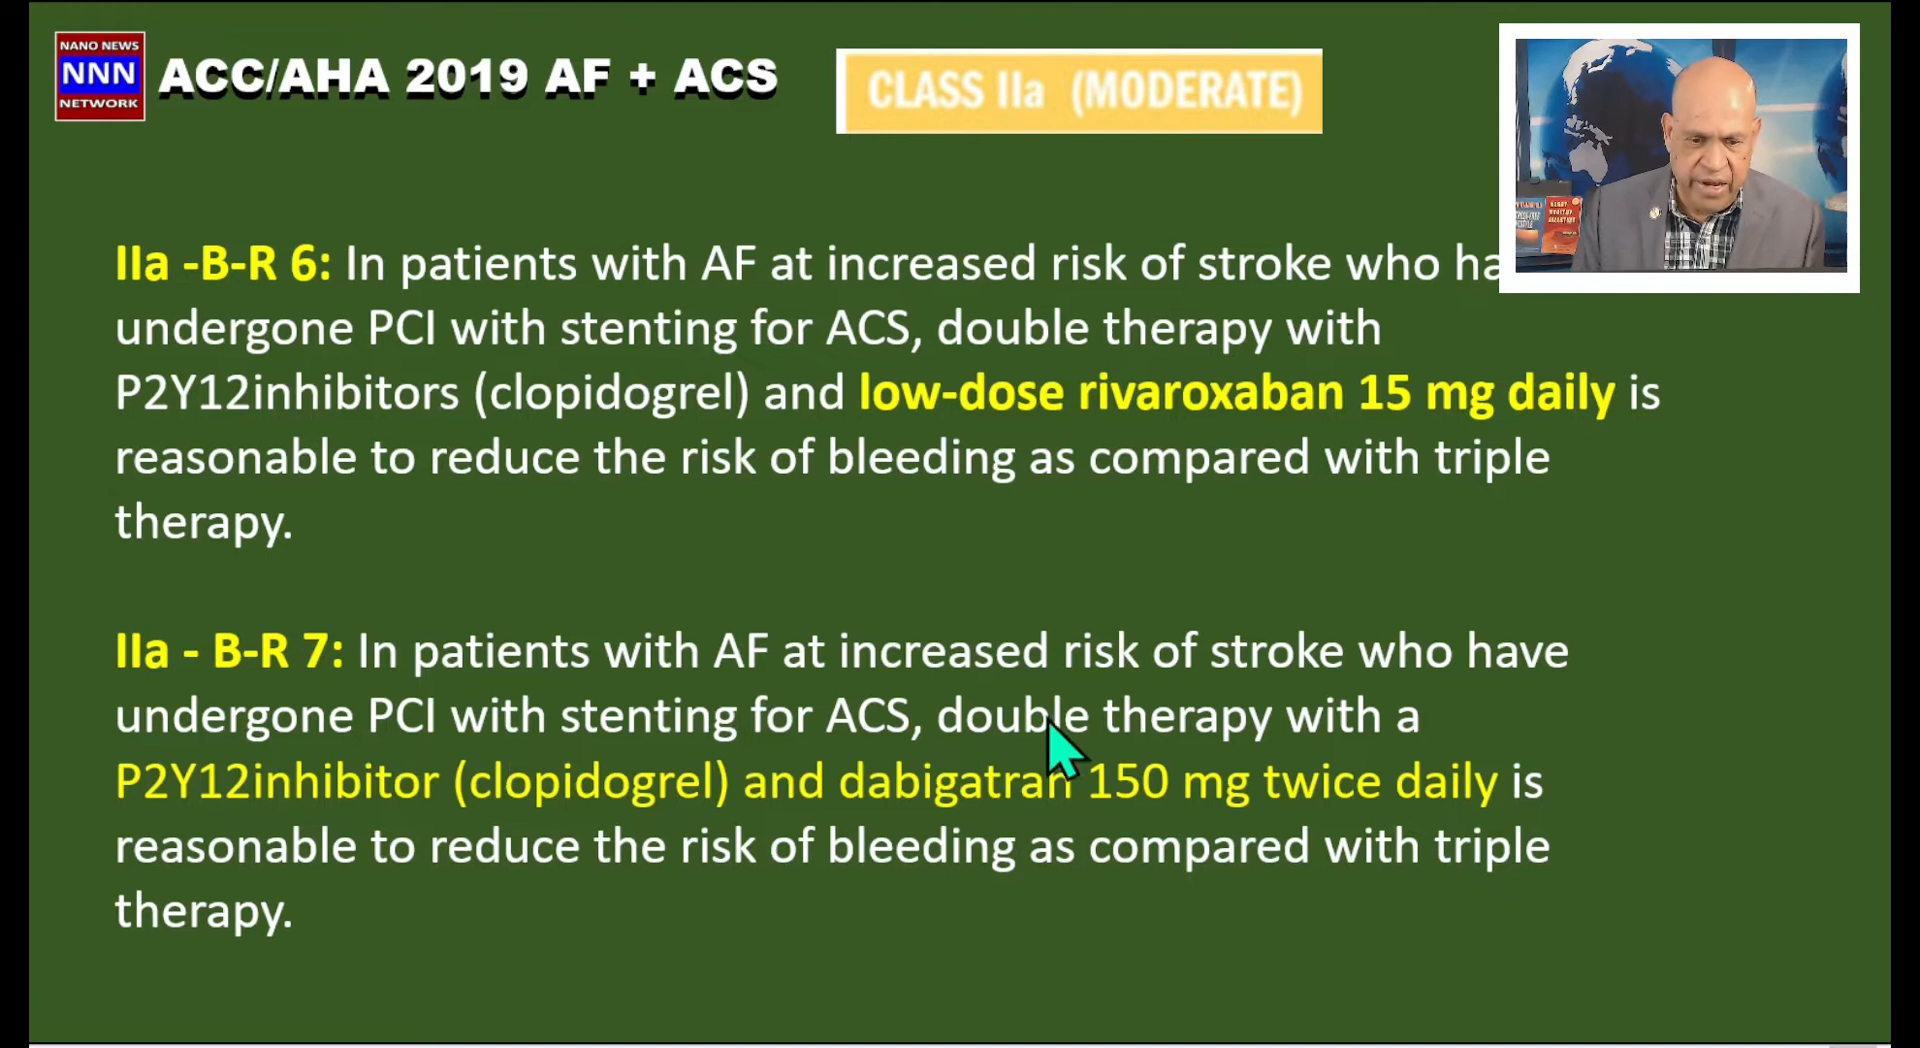 NANO NEWS
NNN
NETWORK
ACC/AHA 2019 AF + ACS
CLASS IIa (MODERATE)
IIa -B-R 6: In patients with AF at increased risk of stroke who ha
undergone PCI with stenting for ACS, double therapy with
P2Y12inhibitors (clopidogrel) and low-dose rivaroxaban 15 mg daily is
reasonable to reduce the risk of bleeding as compared with triple
therapy.
IIa - B-R 7: In patients with AF at increased risk of stroke who have
undergone PCI with stenting for ACS, double therapy with a
P2Y12inhibitor (clopidogrel) and dabigatran 150 mg twice daily is
reasonable to reduce the risk of bleeding as compared with triple
therapy.